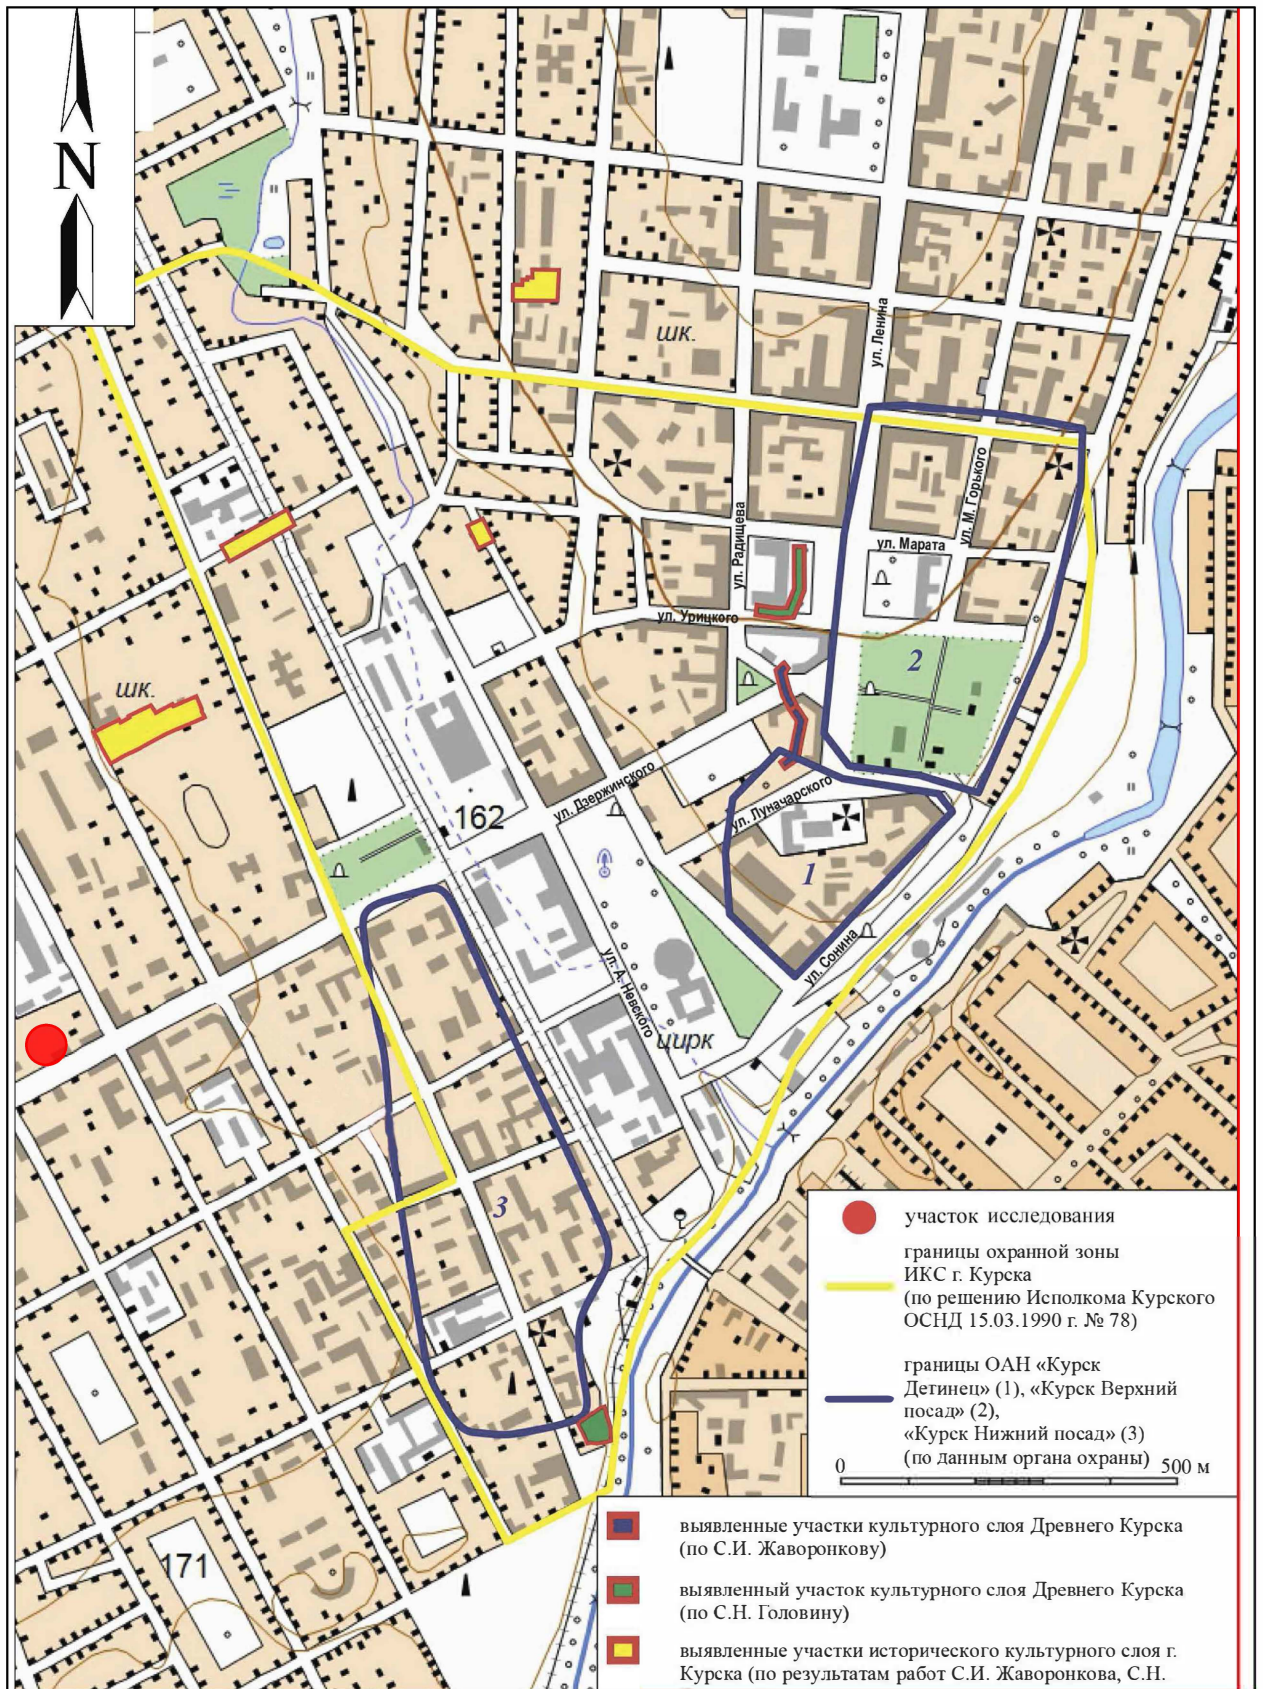 N
шк.
ул. Ленина
ул. М. Горького
ул. Радищева
ул. Марата
ул. Урицкого
2
шк.
ул. Дзержинского
162
ул. Луначарского
1
ул. Сонина
ул. А. Невского
цирк
3
171
участок исследования
границы охранной зоны
ИКС г. Курска
(по решению Исполкома Курского
ОСНД 15.03.1990 г. № 78)
границы ОАН «Курск
Детинец» (1), «Курск Верхний
посад» (2),
«Курск Нижний посад» (3)
(по данным органа охраны)
0 500 м
выявленные участки культурного слоя Древнего Курска
(по С.И. Жаворонкову)
выявленный участок культурного слоя Древнего Курска
(по С.Н. Головину)
выявленные участки исторического культурного слоя г.
Курска (по результатам работ С.И. Жаворонкова, С.Н.